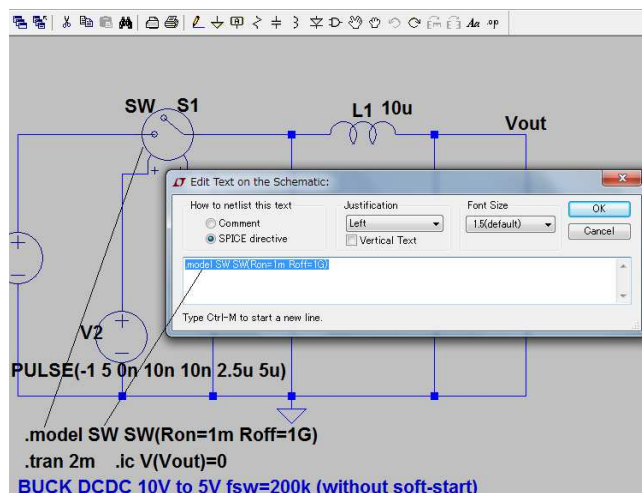 Aa .op
SW S1
L1 10u
Vout
+ +
Edit Text on the Schematic:
How to netlist this text
Comment
SPICE directive
Justification
Left
Vertical Text
Font Size
1.5(default)
OK
Cancel
.model SW SW(Ron=1m Roff=1G)
Type Ctrl-M to start a new line.
V2
PULSE(-1 5 0n 10n 10n 2.5u 5u)
.model SW SW(Ron=1m Roff=1G)
.tran 2m .ic V(Vout)=0
BUCK DCDC 10V to 5V fsw=200k (without soft-start)